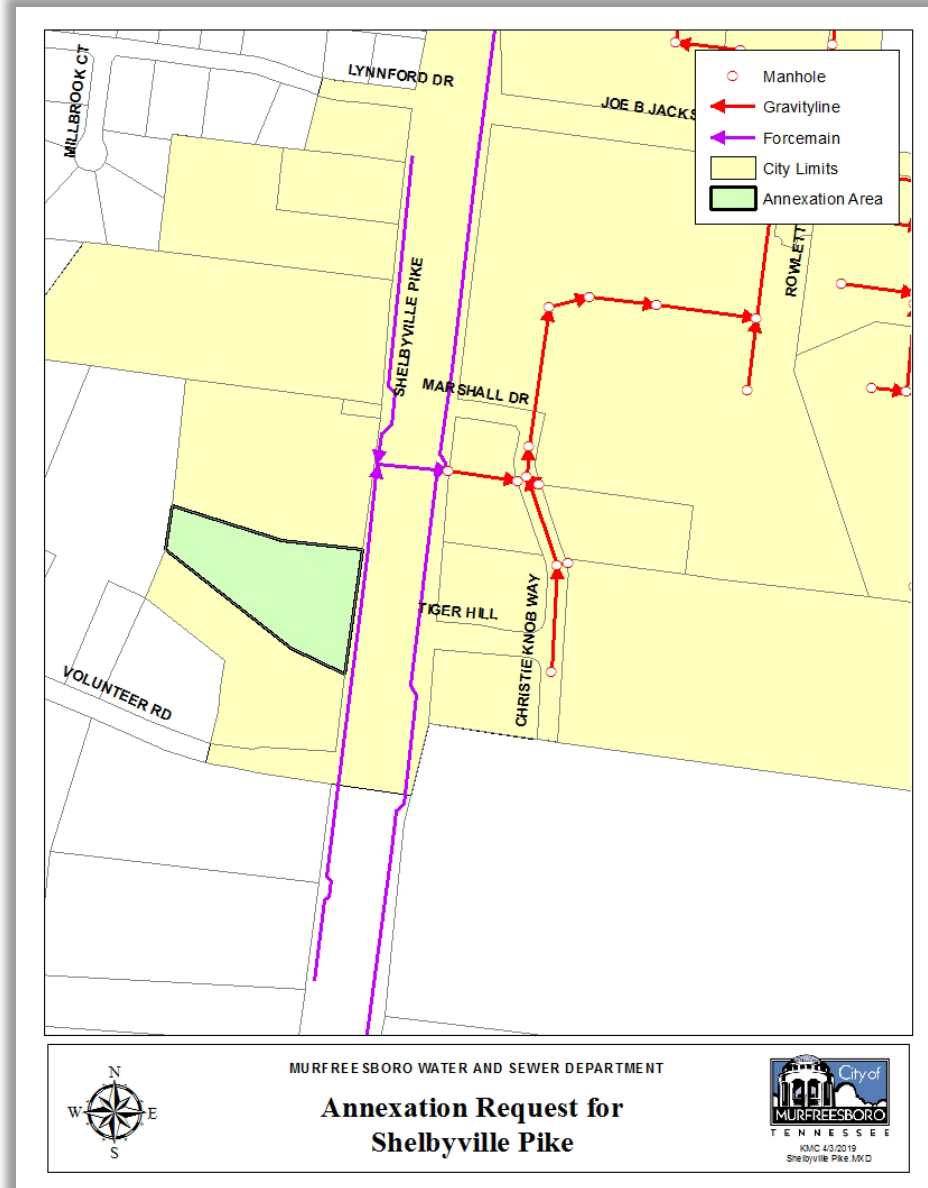 MILLBROOK CT
LYNNFORD DR
JOE B JACKS
Manhole
Gravityline
Forcemain
City Limits
Annexation Area
ROWLETT
SHELBYVILLE PIKE
MARSHALL DR
TIGER HILL
CHRISTIE KNOB WAY
VOLUNTEER RD
N
W E
S
MURFREESBORO WATER AND SEWER DEPARTMENT
Annexation Request for
Shelbyville Pike
City of
MURFREESBORO
TENNESSEE
KMC 4/3/2019
Shelbyville Pike.MXD